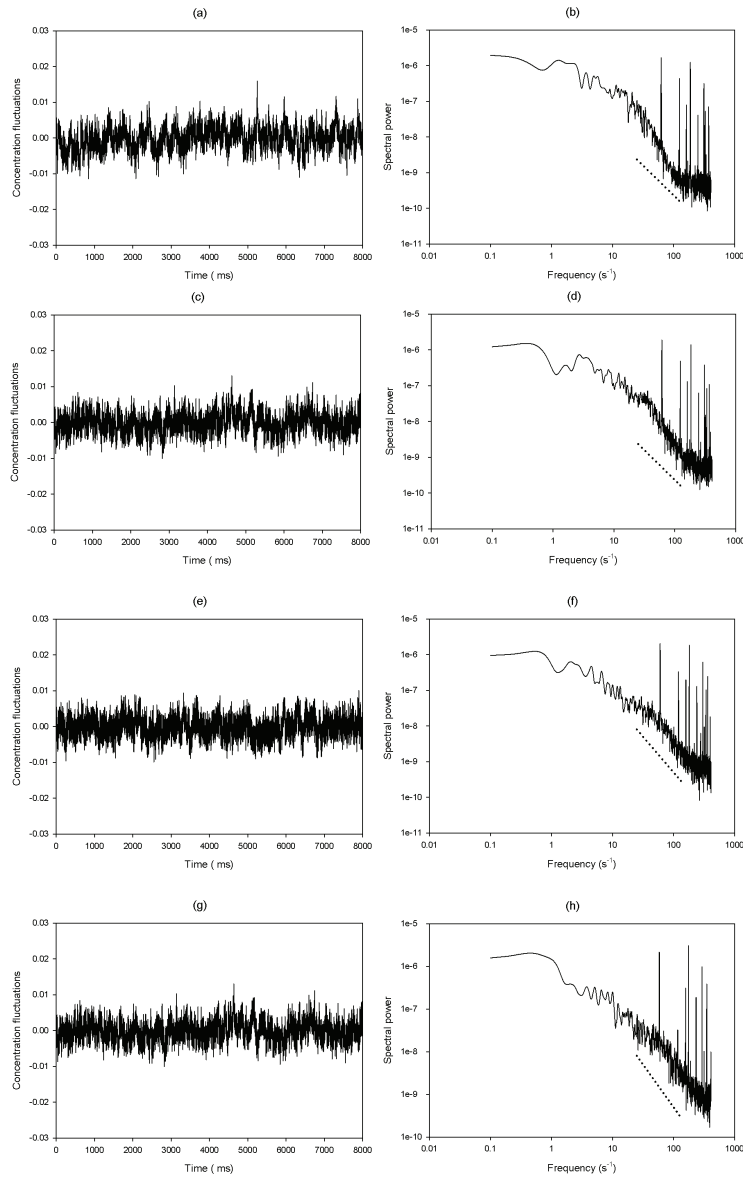 (a)
Concentration fluctuations
0.03
0.02
0.01
0.00
-0.01
-0.02
-0.03
0 1000 2000 3000 4000 5000 6000 7000 8000
Time ( ms)
(b)
Spectral power
1e-5
1e-6
1e-7
1e-8
1e-9
1e-10
1e-11
0.01 0.1 1 10 100 1000
Frequency (s⁻¹)
(c)
Concentration fluctuations
0.03
0.02
0.01
0.00
-0.01
-0.02
-0.03
0 1000 2000 3000 4000 5000 6000 7000 8000
Time ( ms)
(d)
Spectral power
1e-5
1e-6
1e-7
1e-8
1e-9
1e-10
1e-11
0.01 0.1 1 10 100 1000
Frequency (s⁻¹)
(e)
Concentration fluctuations
0.03
0.02
0.01
0.00
-0.01
-0.02
-0.03
0 1000 2000 3000 4000 5000 6000 7000 8000
Time ( ms)
(f)
Spectral power
1e-5
1e-6
1e-7
1e-8
1e-9
1e-10
1e-11
0.01 0.1 1 10 100 1000
Frequency (s⁻¹)
(g)
Concentration fluctuations
0.03
0.02
0.01
0.00
-0.01
-0.02
-0.03
0 1000 2000 3000 4000 5000 6000 7000 8000
Time ( ms)
(h)
Spectral power
1e-5
1e-6
1e-7
1e-8
1e-9
1e-10
0.01 0.1 1 10 100 1000
Frequency (s⁻¹)